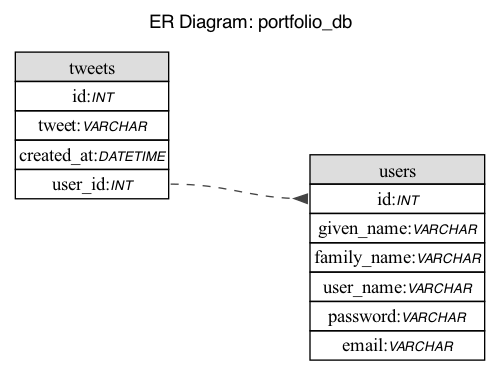 ER Diagram: portfolio_db
tweets
id:INT
tweet:VARCHAR
created_at:DATETIME
user_id:INT
users
id:INT
given_name:VARCHAR
family_name:VARCHAR
user_name:VARCHAR
password:VARCHAR
email:VARCHAR